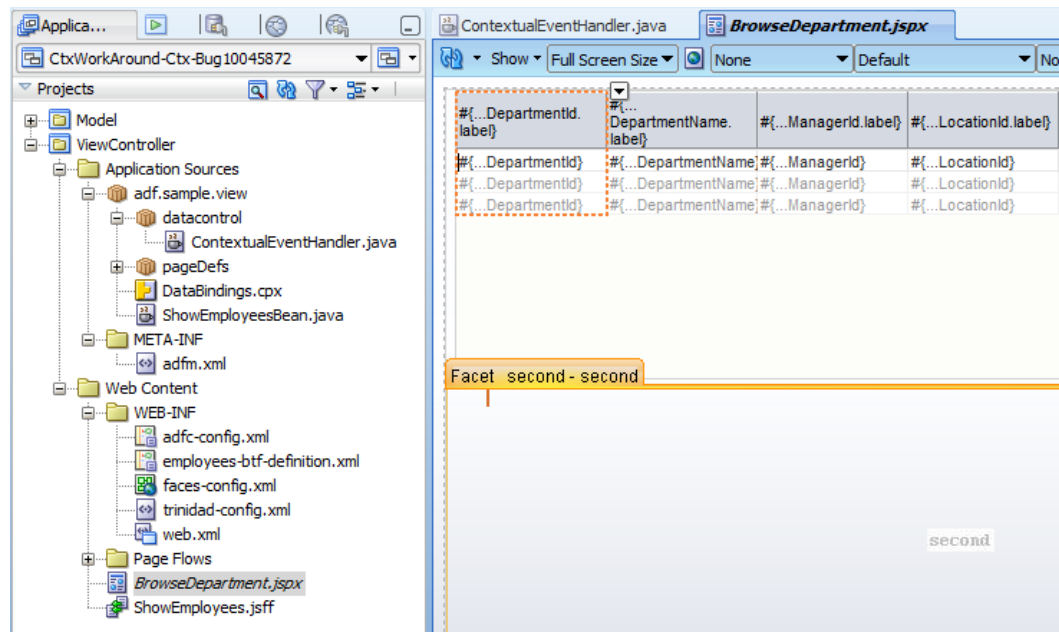 Applica...
ContextualEventHandler.java
BrowseDepartment.jspx
CtxWorkAround-Ctx-Bug10045872
Show
Full Screen Size
None
Default
No
Projects
Model
ViewController
Application Sources
adf.sample.view
datacontrol
ContextualEventHandler.java
pageDefs
DataBindings.cpx
ShowEmployeesBean.java
META-INF
adfm.xml
Web Content
WEB-INF
adfc-config.xml
employees-btf-definition.xml
faces-config.xml
trinidad-config.xml
web.xml
Page Flows
BrowseDepartment.jspx
ShowEmployees.jsff
#{...DepartmentId.
label}
#{...
DepartmentName.
label}
#{...ManagerId.label}
#{...LocationId.label}
#{...DepartmentId}
#{...DepartmentName}
#{...ManagerId}
#{...LocationId}
#{...DepartmentId}
#{...DepartmentName}
#{...ManagerId}
#{...LocationId}
#{...DepartmentId}
#{...DepartmentName}
#{...ManagerId}
#{...LocationId}
Facet second - second
second